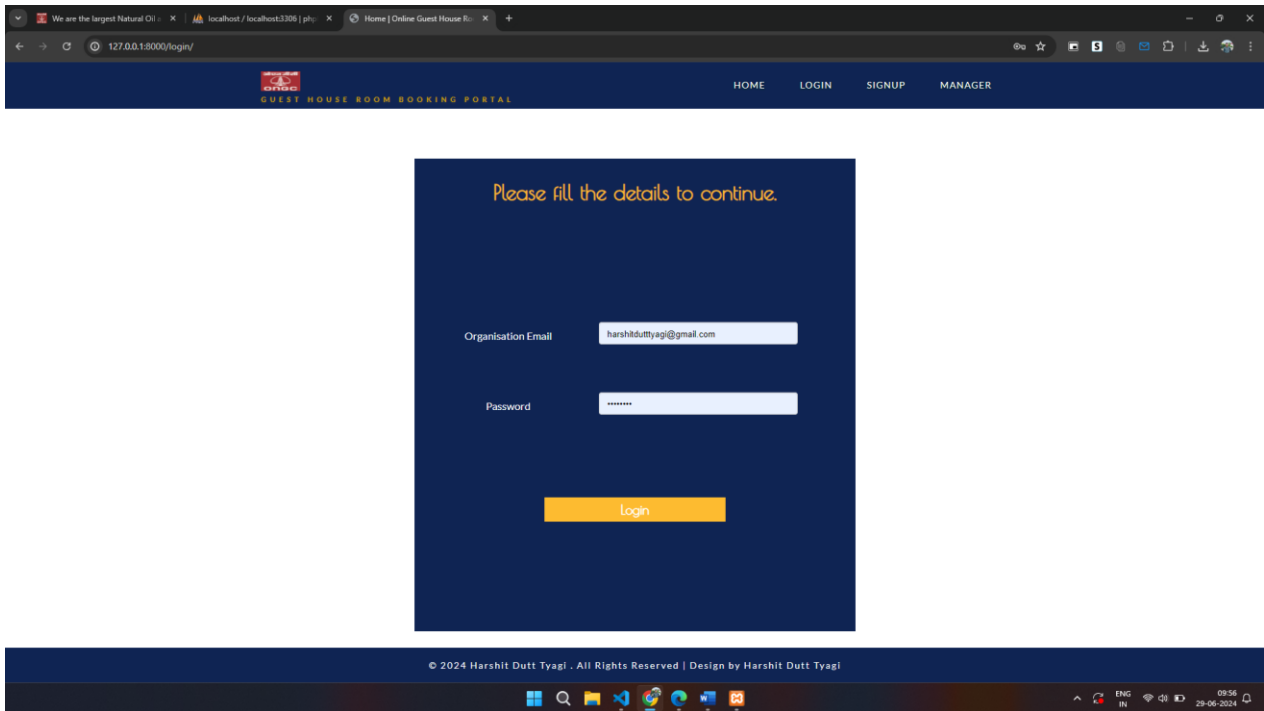 We are the largest Natural Oil a
localhost / localhost:3306 | php
Home | Online Guest House Ro
127.0.0.1:8000/login/
ongc
GUEST HOUSE ROOM BOOKING PORTAL
HOME LOGIN SIGNUP MANAGER
Please fill the details to continue.
Organisation Email harshitdutttyagi@gmail.com
Password ••••••••
Login
© 2024 Harshit Dutt Tyagi . All Rights Reserved | Design by Harshit Dutt Tyagi
ENG 09:56
IN 29-06-2024